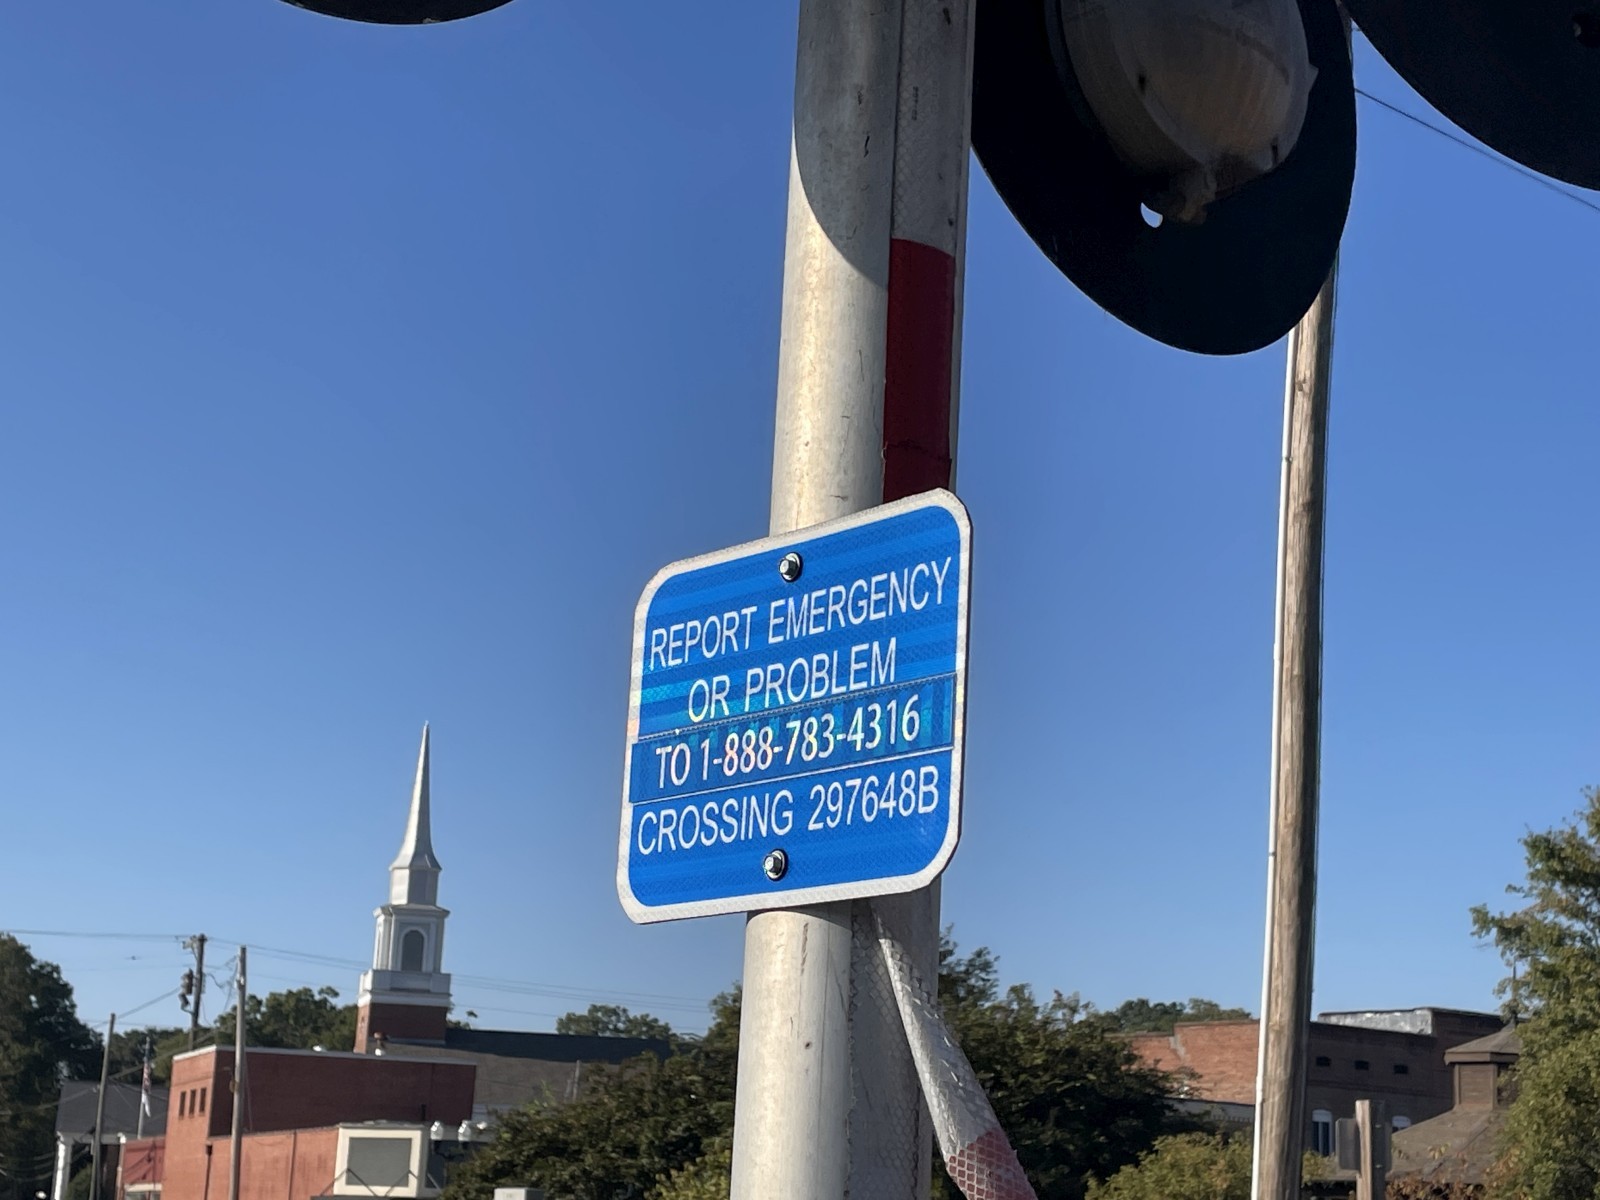 REPORT EMERGENCY
OR PROBLEM
TO 1-888-783-4316
CROSSING 297648B